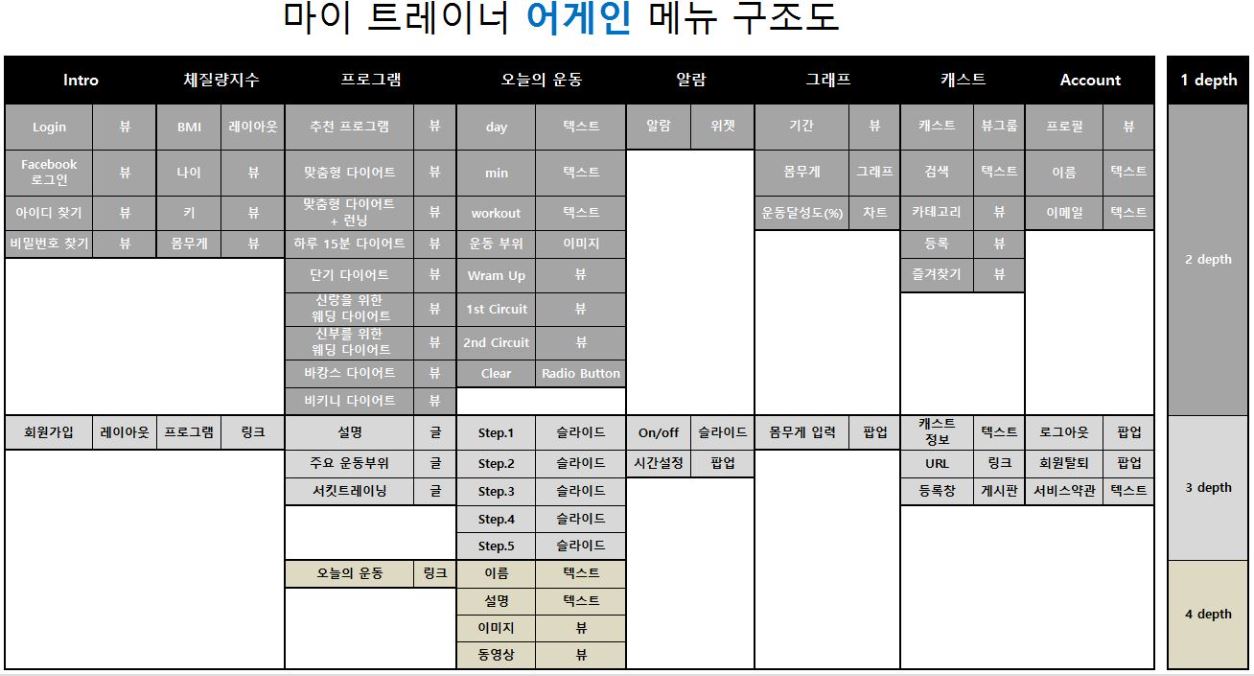 마이 트레이너 어게인 메뉴 구조도
Intro 체질량지수 프로그램 오늘의 운동 알람 그래프 캐스트 Account 1 depth
Login 뷰 BMI 레이아웃 추천 프로그램 뷰 day 텍스트 알람 위젯 기간 뷰 캐스트 뷰그룹 프로필 뷰
Facebook
로그인 뷰 나이 뷰 맞춤형 다이어트 뷰 min 텍스트 몸무게 그래프 검색 텍스트 이름 텍스트
아이디 찾기 뷰 키 뷰 맞춤형 다이어트
+ 런닝 뷰 workout 텍스트 운동달성도(%) 차트 카테고리 뷰 이메일 텍스트
비밀번호 찾기 뷰 몸무게 뷰 하루 15분 다이어트 뷰 운동 부위 이미지 등록 뷰
2 depth
단기 다이어트 뷰 Wram Up 뷰 즐겨찾기 뷰
신랑을 위한
웨딩 다이어트 뷰 1st Circuit 뷰
신부를 위한
웨딩 다이어트 뷰 2nd Circuit 뷰
바캉스 다이어트 뷰 Clear Radio Button
비키니 다이어트 뷰
회원가입 레이아웃 프로그램 링크 설명 글 Step.1 슬라이드 On/off 슬라이드 몸무게 입력 팝업 캐스트
정보 텍스트 로그아웃 팝업
주요 운동부위 글 Step.2 슬라이드 시간설정 팝업 URL 링크 회원탈퇴 팝업
서킷트레이닝 글 Step.3 슬라이드 등록창 게시판 서비스약관 텍스트 3 depth
Step.4 슬라이드
Step.5 슬라이드
오늘의 운동 링크 이름 텍스트
설명 텍스트
4 depth
이미지 뷰
동영상 뷰